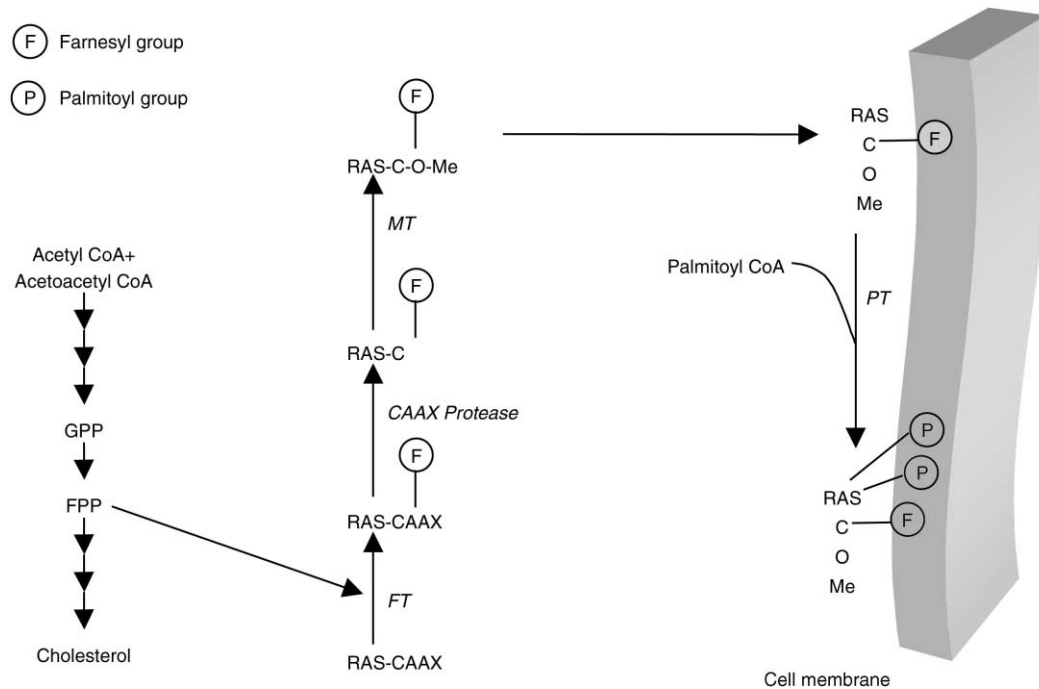 F Farnesyl group
P Palmitoyl group
F
RAS-C-O-Me
MT
F
RAS-C
CAAX Protease
F
RAS-CAAX
FT
RAS-CAAX
Acetyl CoA+
Acetoacetyl CoA
GPP
FPP
Cholesterol
RAS
C F
O
Me
Palmitoyl CoA
PT
P
P
RAS
C F
O
Me
Cell membrane